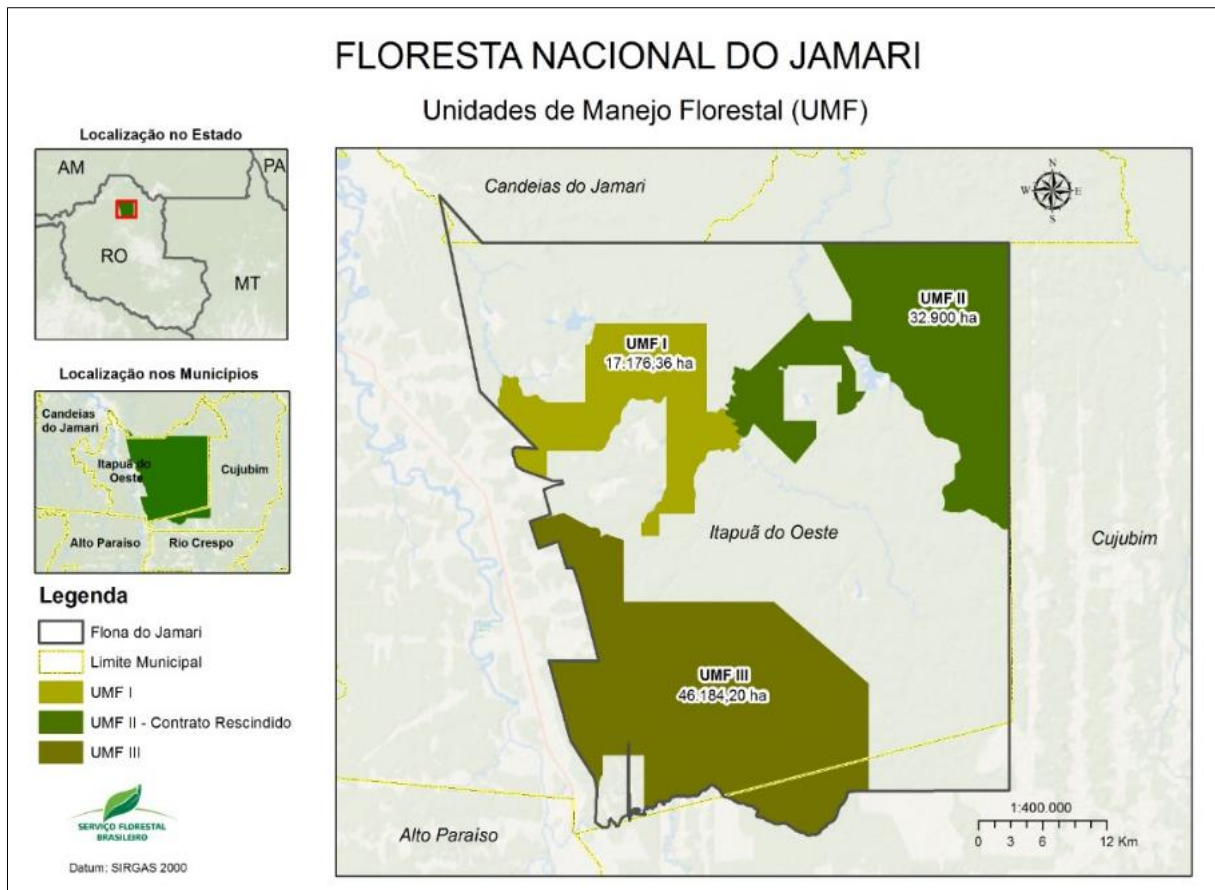 FLORESTA NACIONAL DO JAMARI
Unidades de Manejo Florestal (UMF)
Localização no Estado
AM
PA
RO
MT
Localização nos Municípios
Candeias
do Jamari
Itapuã do
Oeste
Cujubim
Alto Paraíso
Rio Crespo
Legenda
Flona do Jamari
Limite Municipal
UMF I
UMF II - Contrato Rescindido
UMF III
SERVIÇO FLORESTAL
BRASILEIRO
Datum: SIRGAS 2000
Candeias do Jamari
N
W
E
S
UMF II
32.900 ha
UMF I
17.176,36 ha
Itapuã do Oeste
Cujubim
UMF III
46.184,20 ha
Alto Paraíso
1:400.000
0 3 6 12 Km